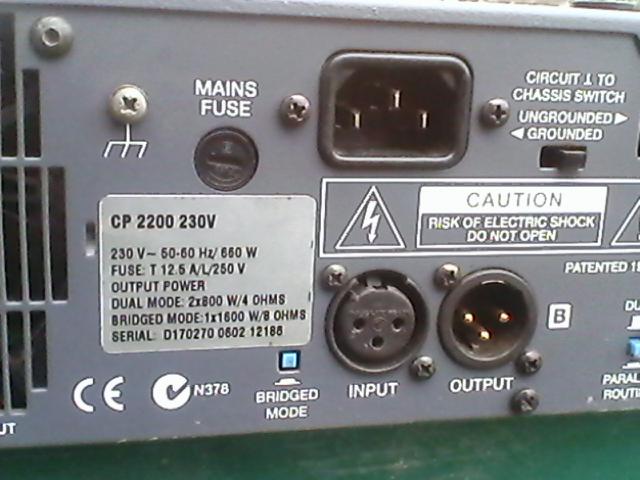 MAINS
FUSE
CIRCUIT ⊥ TO
CHASSIS SWITCH
UNGROUNDED ▶
◀ GROUNDED
CP 2200 230V
230 V~ 50-60 Hz/ 660 W
FUSE: T 12.5 A/L/250 V
OUTPUT POWER
DUAL MODE: 2x800 W/4 OHMS
BRIDGED MODE:1x1600 W/8 OHMS
SERIAL: D170270 0602 12186
CAUTION
RISK OF ELECTRIC SHOCK
DO NOT OPEN
PATENTED
B
CE
N378
BRIDGED
MODE
INPUT
OUTPUT